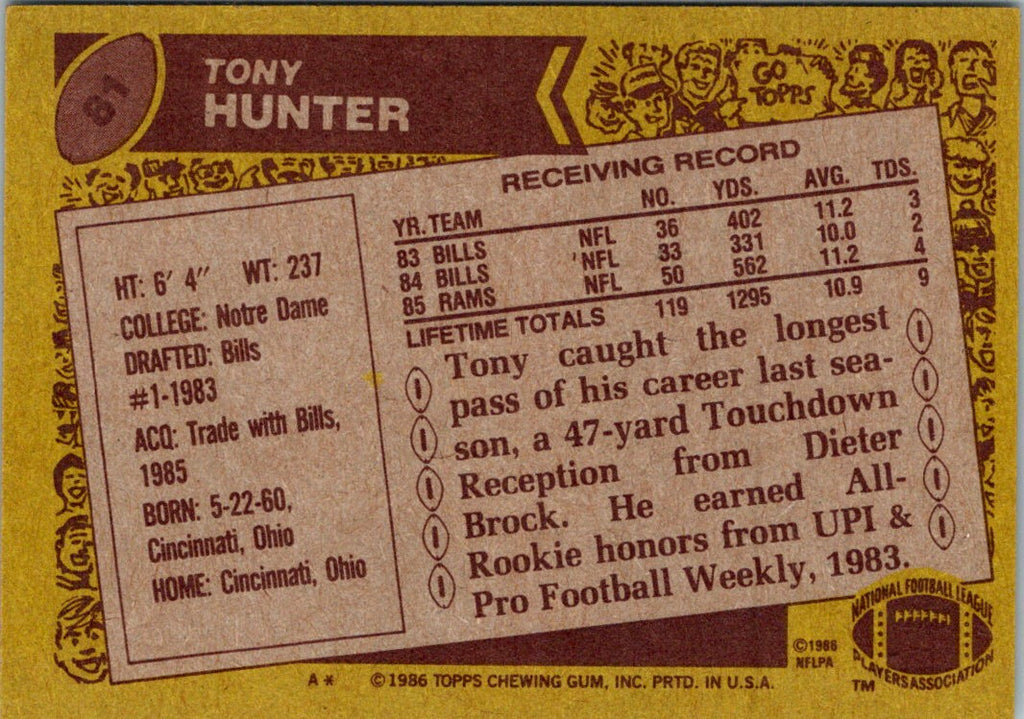 81
TONY
HUNTER
GO
TOPPS
RECEIVING RECORD
YR. TEAM NO. YDS. AVG. TDS.
83 BILLS NFL 36 402 11.2 3
84 BILLS NFL 33 331 10.0 2
85 RAMS NFL 50 562 11.2 4
LIFETIME TOTALS 119 1295 10.9 9
HT: 6′ 4″ WT: 237
COLLEGE: Notre Dame
DRAFTED: Bills
#1-1983
ACQ: Trade with Bills,
1985
BORN: 5-22-60,
Cincinnati, Ohio
HOME: Cincinnati, Ohio
Tony caught the longest
pass of his career last sea-
son, a 47-yard Touchdown
Reception from Dieter
Brock. He earned All-
Rookie honors from UPI &
Pro Football Weekly, 1983.
©1986
NFLPA
NATIONAL FOOTBALL LEAGUE
PLAYERS ASSOCIATION
TM
A* ©1986 TOPPS CHEWING GUM, INC. PRTD. IN U.S.A.